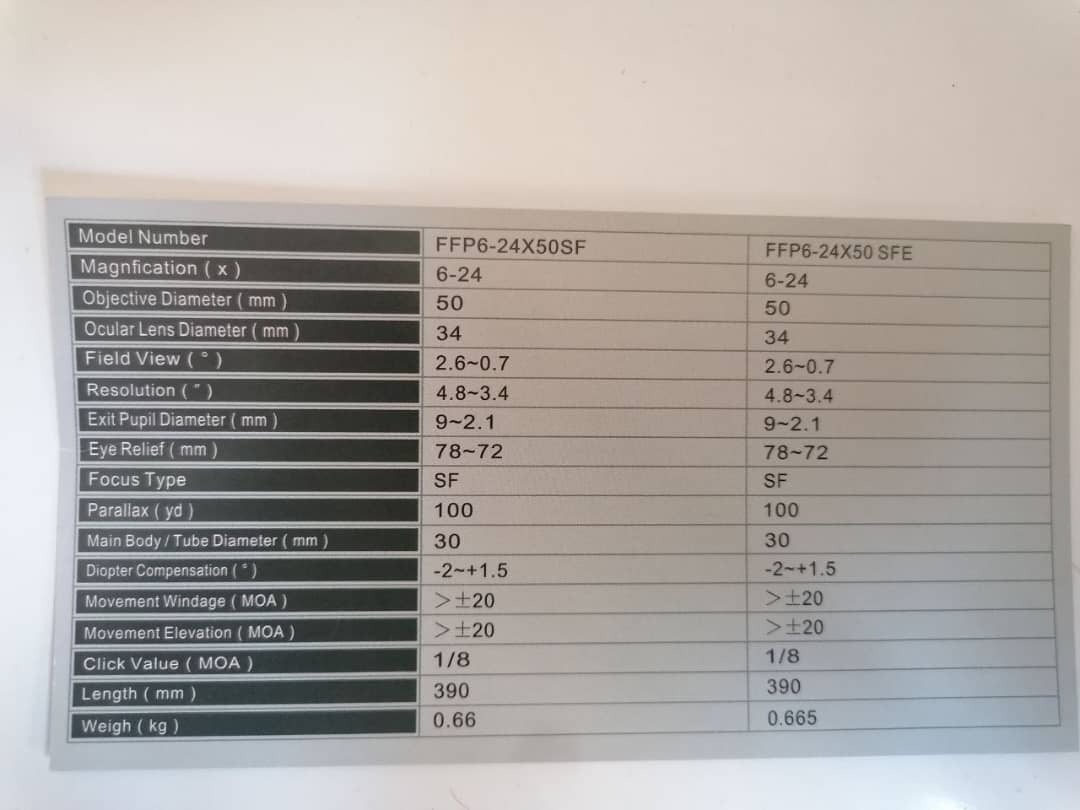 Model Number FFP6-24X50SF FFP6-24X50 SFE
Magnfication ( x ) 6-24 6-24
Objective Diameter ( mm ) 50 50
Ocular Lens Diameter ( mm ) 34 34
Field View ( ° ) 2.6~0.7 2.6~0.7
Resolution ( ″ ) 4.8~3.4 4.8~3.4
Exit Pupil Diameter ( mm ) 9~2.1 9~2.1
Eye Relief ( mm ) 78~72 78~72
Focus Type SF SF
Parallax ( yd ) 100 100
Main Body / Tube Diameter ( mm ) 30 30
Diopter Compensation ( ° ) -2~+1.5 -2~+1.5
Movement Windage ( MOA ) >±20 >±20
Movement Elevation ( MOA ) >±20 >±20
Click Value ( MOA ) 1/8 1/8
Length ( mm ) 390 390
Weigh ( kg ) 0.66 0.665